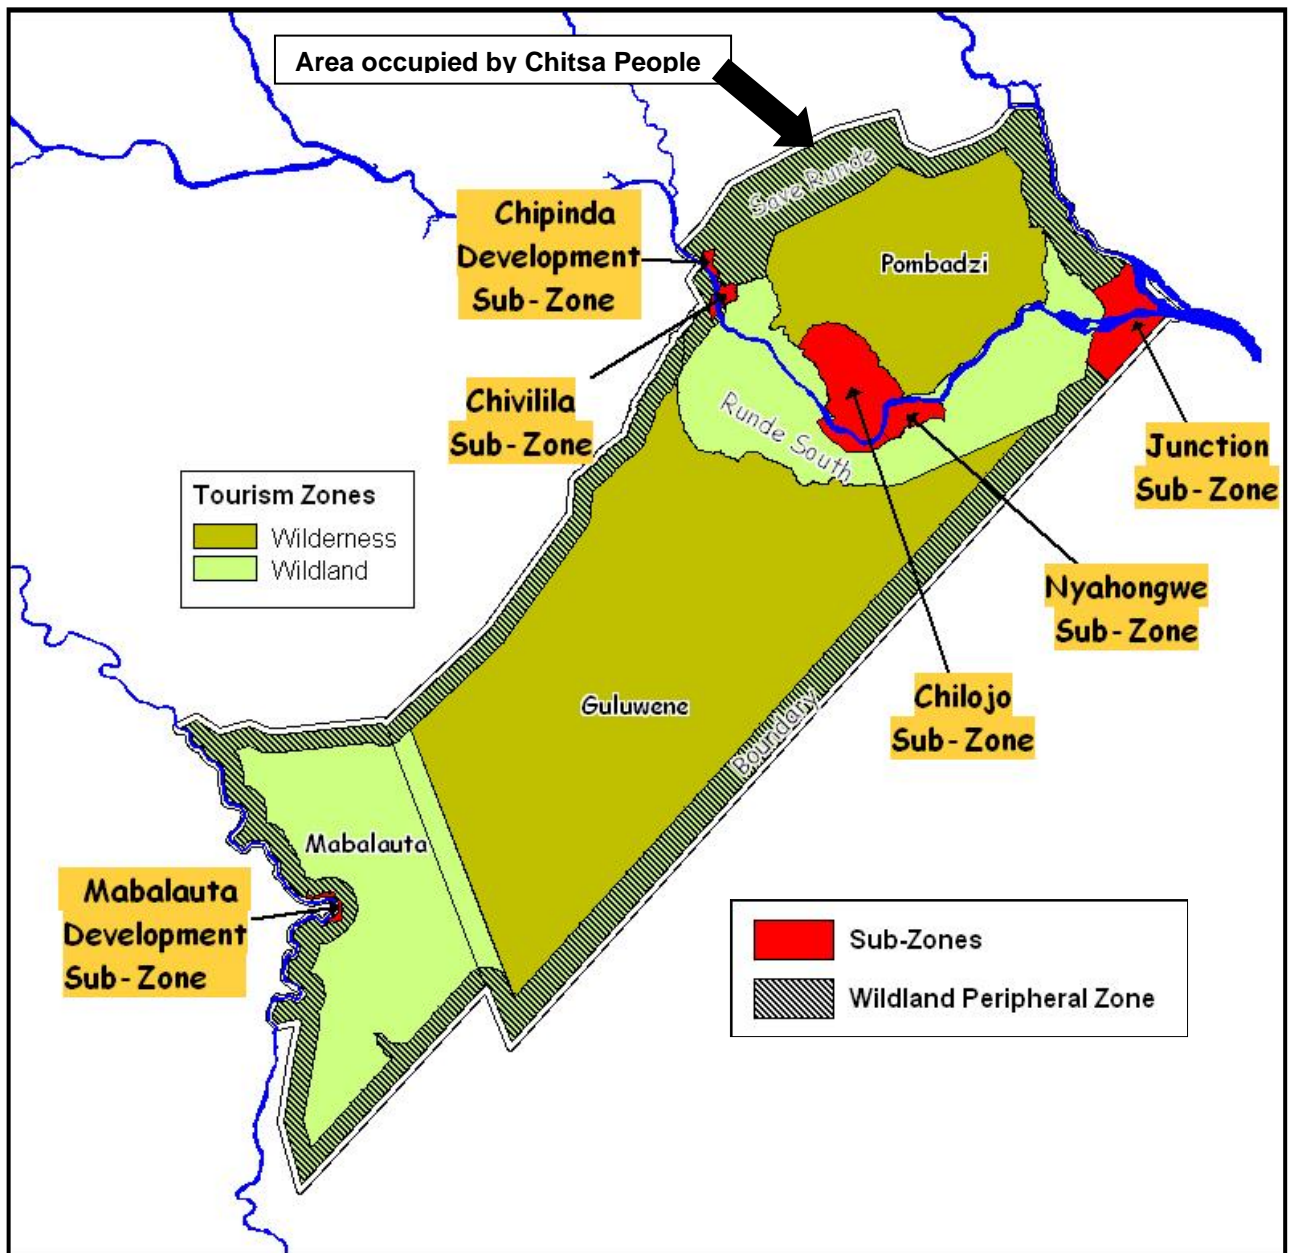 Area occupied by Chitsa People
Save Runde
Chipinda
Development
Sub-Zone
Pombadzi
Chivilila
Sub-Zone
Runde South
Junction
Sub-Zone
Tourism Zones
Wilderness
Wildland
Nyahongwe
Sub-Zone
Chilojo
Sub-Zone
Guluwene
Boundary
Mabalauta
Mabalauta
Development
Sub-Zone
Sub-Zones
Wildland Peripheral Zone